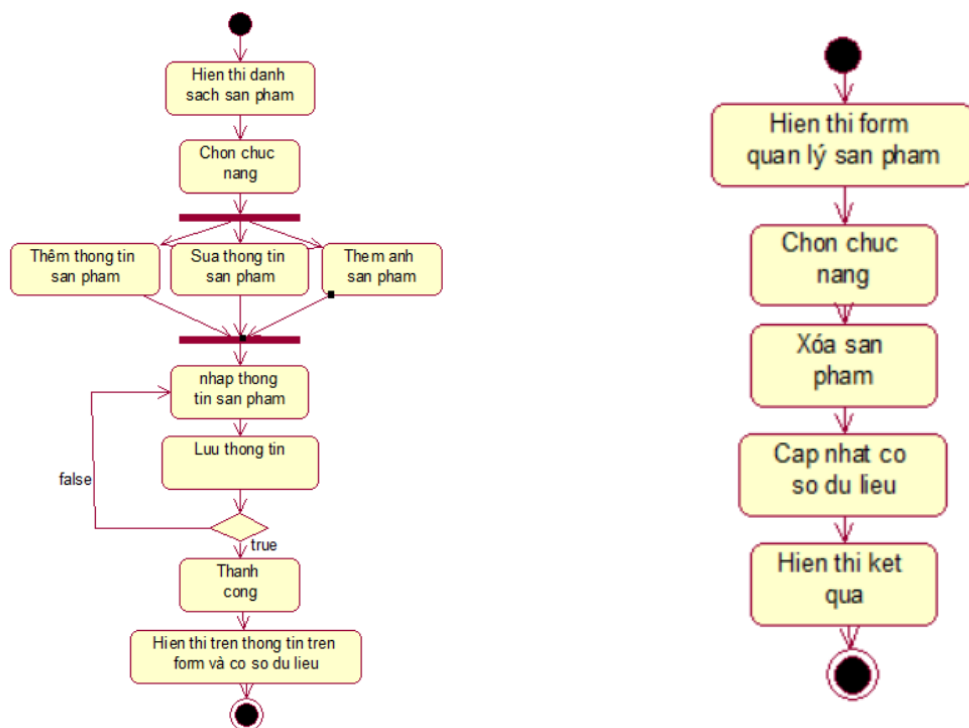 Hien thi danh
sach san pham
Chon chuc
nang
Thêm thong tin
san pham
Sua thong tin
san pham
Them anh
san pham
nhap thong
tin san pham
Luu thong tin
false
true
Thanh
cong
Hien thi tren thong tin tren
form và co so du lieu
Hien thi form
quan lý san pham
Chon chuc
nang
Xóa san
pham
Cap nhat co
so du lieu
Hien thi ket
qua